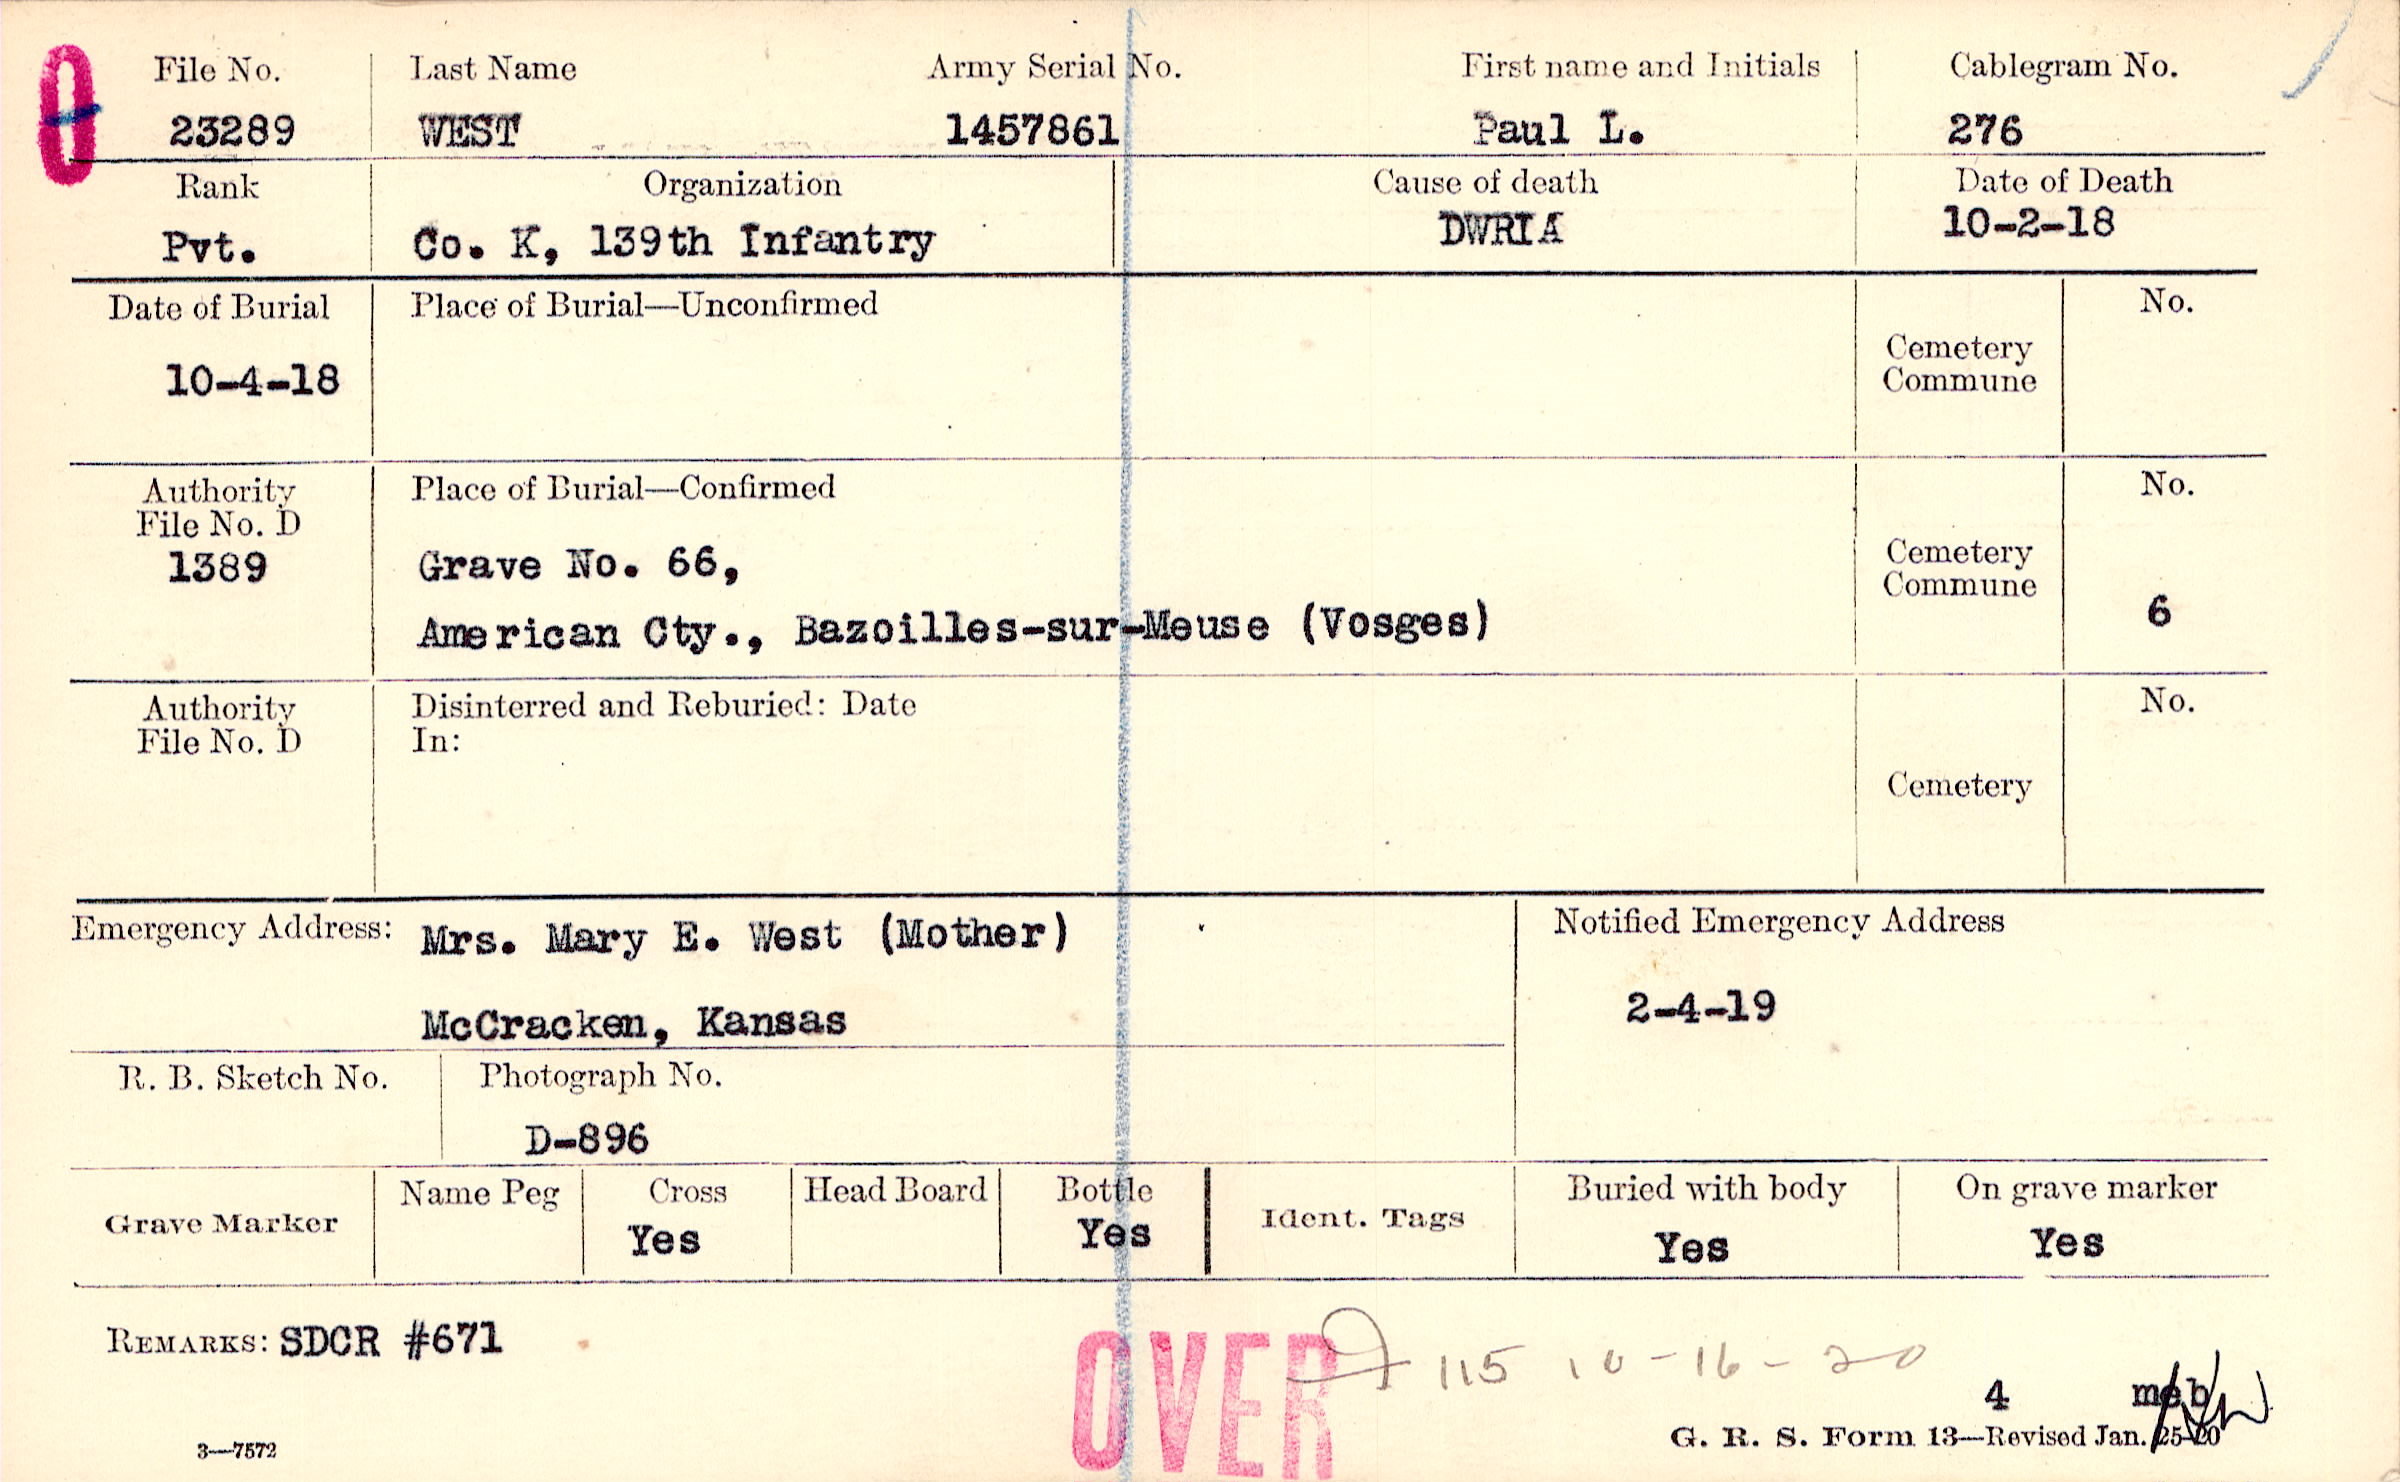 File No. Last Name Army Serial No. First name and Initials Cablegram No.
23289 WEST 1457861 Paul L. 276
Rank Organization Cause of death Date of Death
Pvt. Co. K, 139th Infantry DWRIA 10-2-18
Date of Burial Place of Burial—Unconfirmed No.
10-4-18 Cemetery
Commune
Authority Place of Burial—Confirmed No.
File No. D
1389 Grave No. 66, Cemetery
Commune
American Cty., Bazoilles-sur-Meuse (Vosges) 6
Authority Disinterred and Reburied: Date No.
File No. D In:
Cemetery
Emergency Address: Mrs. Mary E. West (Mother) Notified Emergency Address
McCracken, Kansas 2-4-19
R. B. Sketch No. Photograph No.
D-896
Grave Marker Name Peg Cross Head Board Bottle Ident. Tags Buried with body On grave marker
Yes Yes Yes Yes
REMARKS: SDCR #671
OVER 115 10-16-20
4 meb
3—7572 G. R. S. Form 13—Revised Jan. 25-20